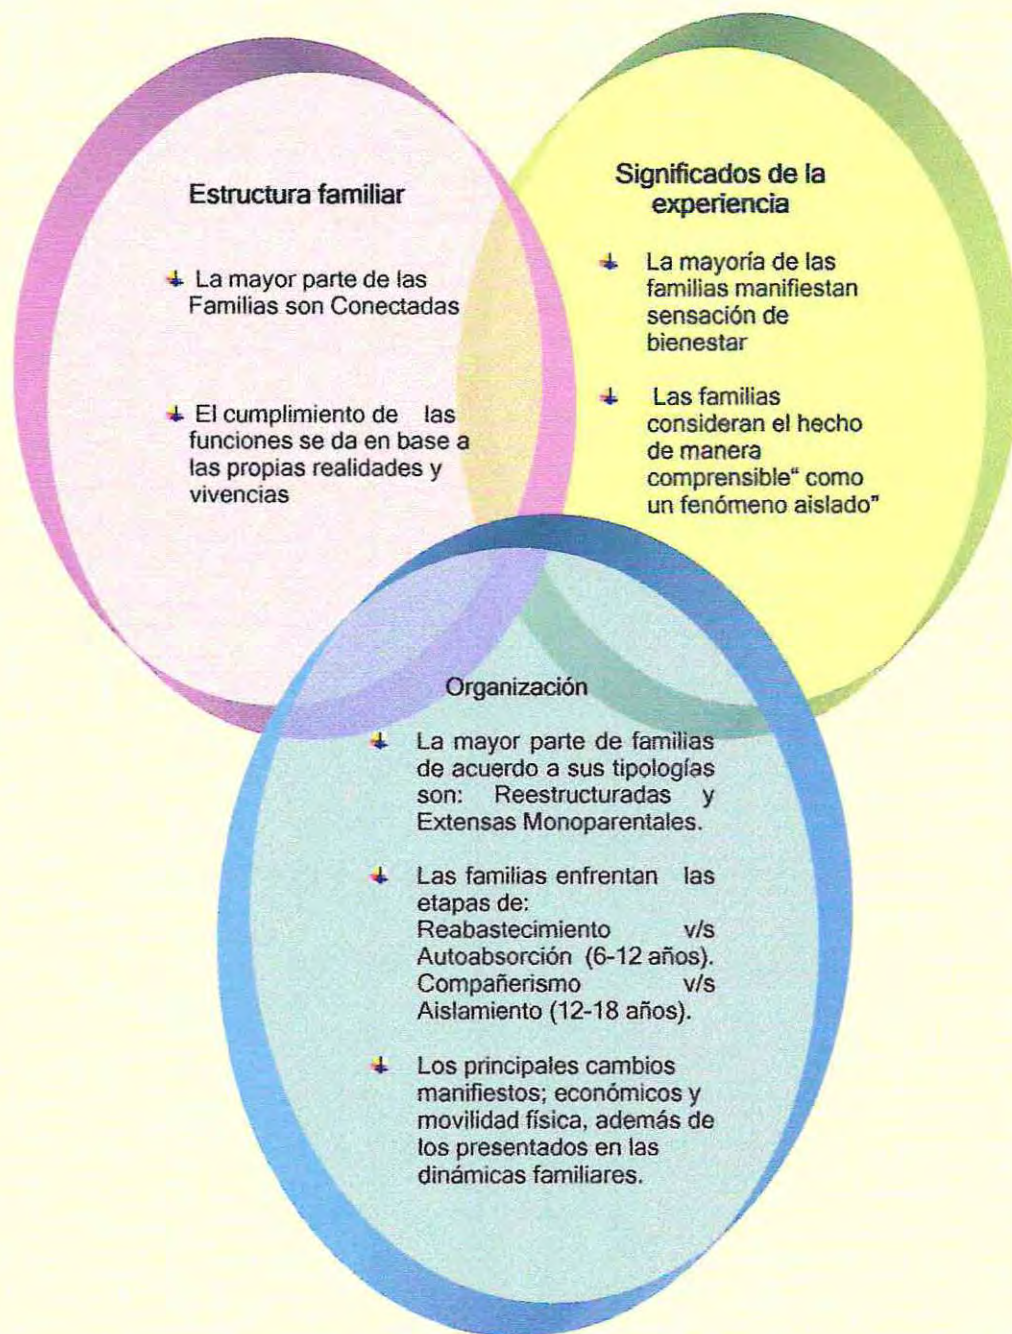 Estructura familiar
La mayor parte de las
Familias son Conectadas
El cumplimiento de las
funciones se da en base a
las propias realidades y
vivencias
Significados de la
experiencia
La mayoría de las
familias manifiestan
sensación de
bienestar
Las familias
consideran el hecho
de manera
comprensible“ como
un fenómeno aislado”
Organización
La mayor parte de familias
de acuerdo a sus tipologías
son: Reestructuradas y
Extensas Monoparentales.
Las familias enfrentan las
etapas de:
Reabastecimiento v/s
Autoabsorción (6-12 años).
Compañerismo v/s
Aislamiento (12-18 años).
Los principales cambios
manifiestos; económicos y
movilidad física, además de
los presentados en las
dinámicas familiares.